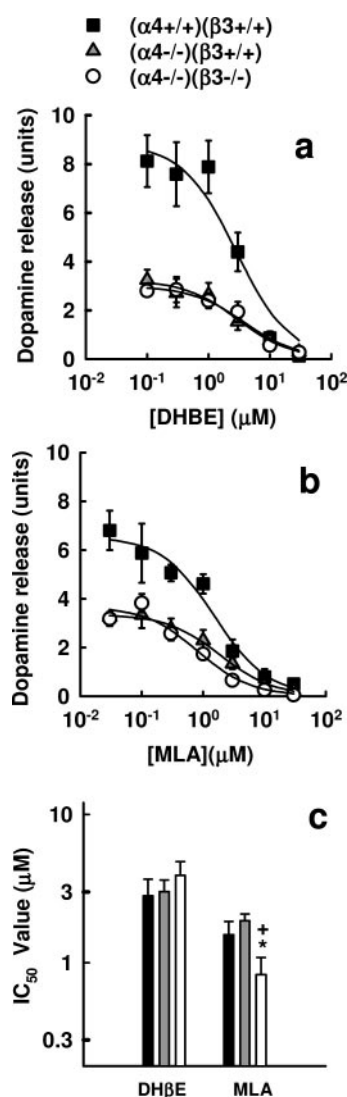 (α4+/+)(β3+/+)
(α4-/-)(β3+/+)
(α4-/-)(β3-/-)
a
Dopamine release (units)
10
8
6
4
2
0
10⁻² 10⁻¹ 10⁰ 10¹ 10²
[DHBE] (μM)
b
Dopamine release (units)
10
8
6
4
2
0
10⁻² 10⁻¹ 10⁰ 10¹ 10²
[MLA](μM)
c
IC₅₀ Value (μM)
10
3
1
0.3
+
*
DHβE MLA